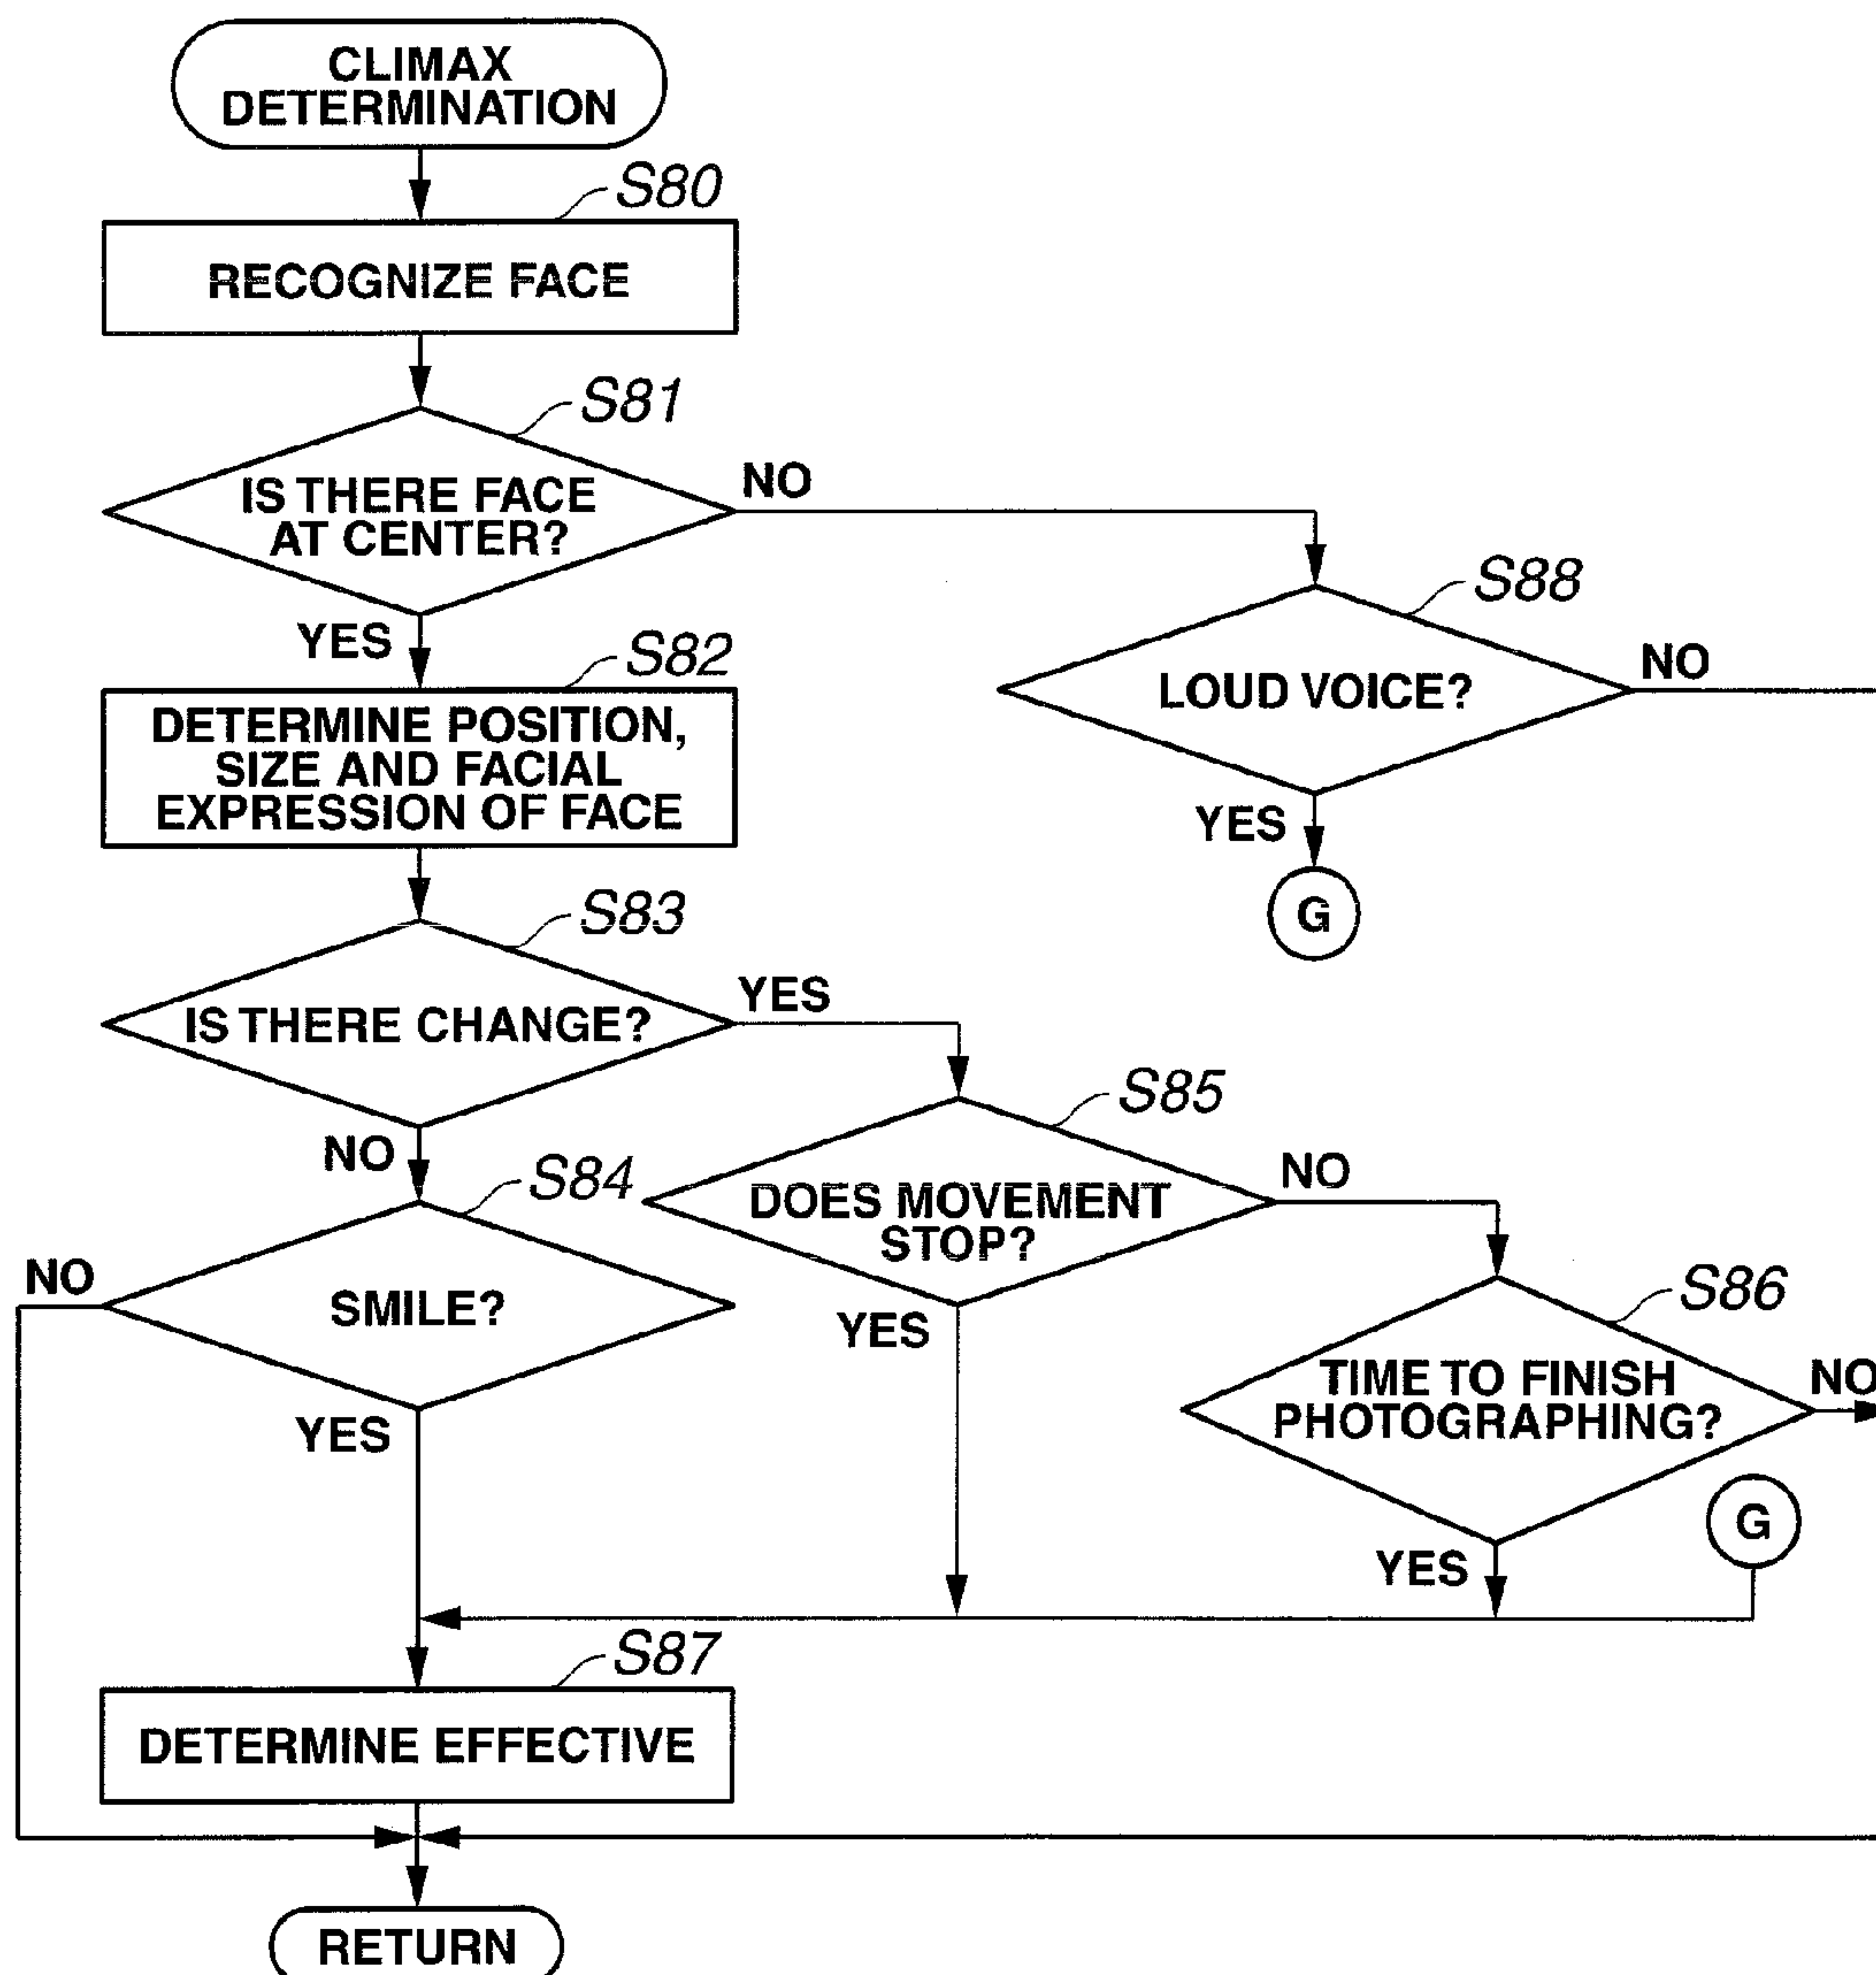 CLIMAX
DETERMINATION
S80
RECOGNIZE FACE
S81
IS THERE FACE
AT CENTER?
NO
YES
S88
LOUD VOICE?
NO
YES
G
S82
DETERMINE POSITION,
SIZE AND FACIAL
EXPRESSION OF FACE
S83
IS THERE CHANGE?
YES
NO
S84
SMILE?
NO
YES
S85
DOES MOVEMENT
STOP?
NO
YES
S86
TIME TO FINISH
PHOTOGRAPHING?
NO
YES
G
S87
DETERMINE EFFECTIVE
RETURN